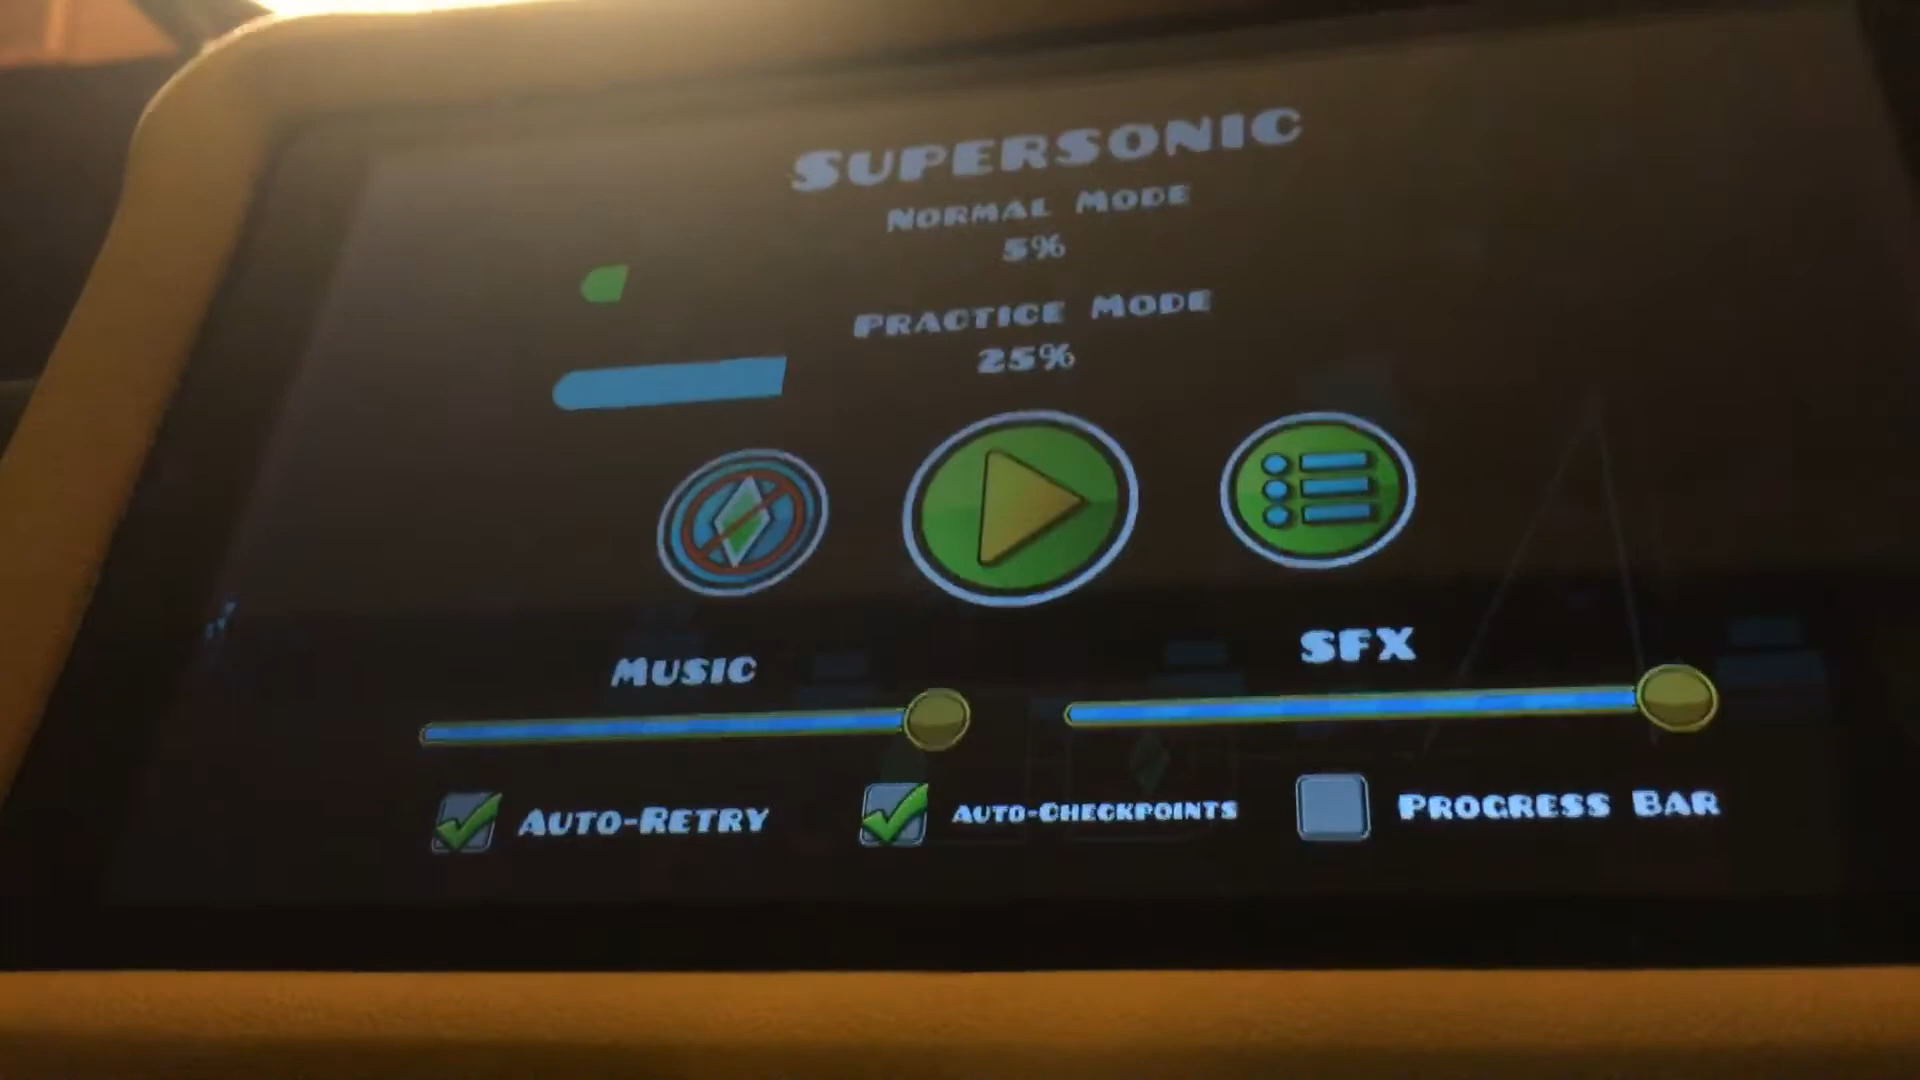 SUPERSONIC
NORMAL MODE
5%
PRACTICE MODE
25%
MUSIC
SFX
AUTO-RETRY
AUTO-CHECKPOINTS
PROGRESS BAR